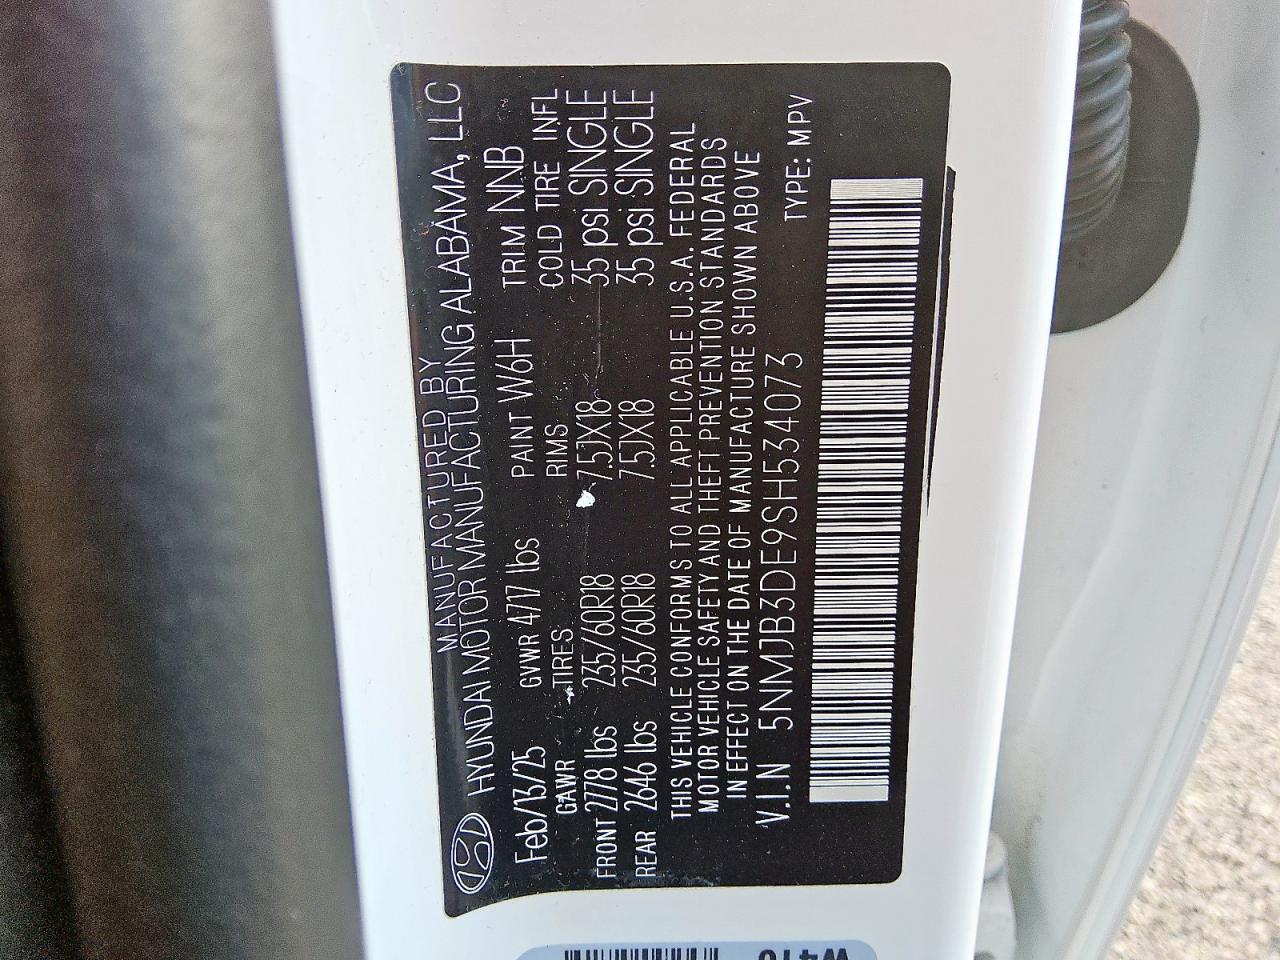 MANUFACTURED BY
HYUNDAI MOTOR MANUFACTURING ALABAMA, LLC
Feb/13/25 GVWR 4717 lbs PAINT W6H TRIM NNB
GAWR TIRES RIMS COLD TIRE INFL
FRONT 2778 lbs 235/60R18 7.5JX18 35 psi SINGLE
REAR 2646 lbs 235/60R18 7.5JX18 35 psi SINGLE
THIS VEHICLE CONFORMS TO ALL APPLICABLE U.S.A. FEDERAL
MOTOR VEHICLE SAFETY AND THEFT PREVENTION STANDARDS
IN EFFECT ON THE DATE OF MANUFACTURE SHOWN ABOVE
V.I.N 5NMJB3DE9SH534073
TYPE: MPV